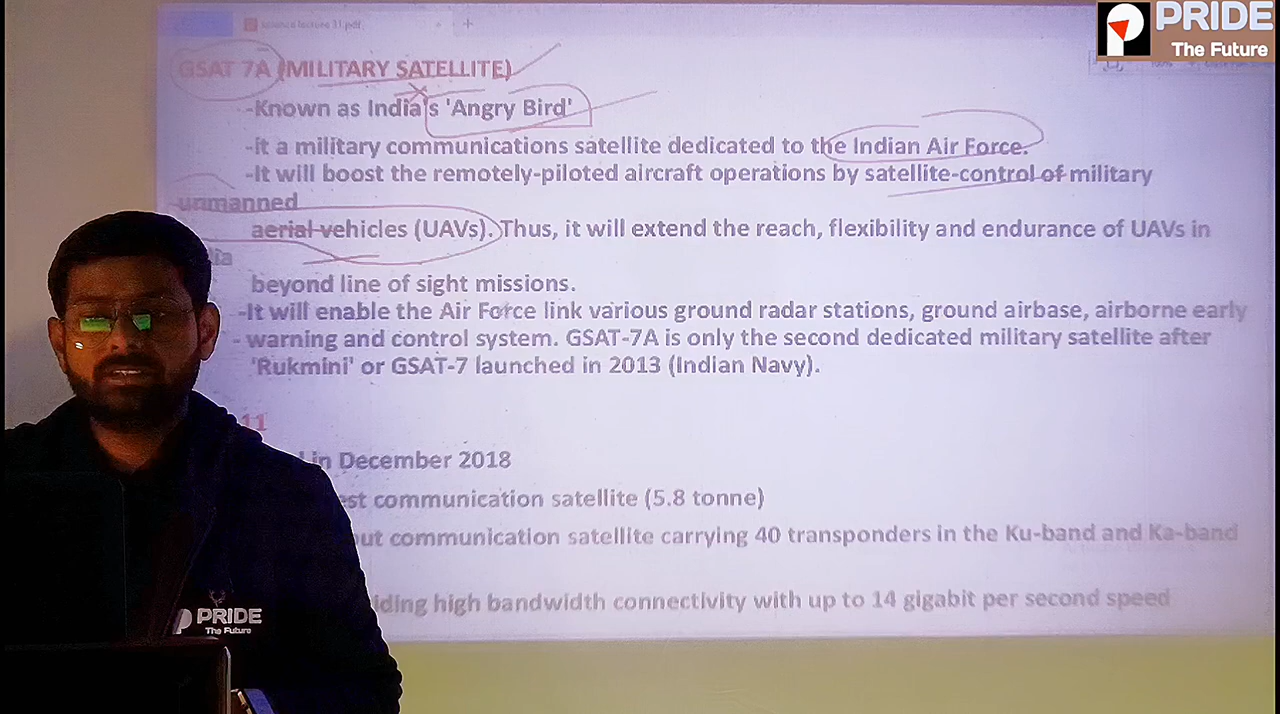 science lecture 31.pdf
PRIDE
The Future
GSAT 7A (MILITARY SATELLITE)
-Known as India's 'Angry Bird'
-it a military communications satellite dedicated to the Indian Air Force.
-It will boost the remotely-piloted aircraft operations by satellite-control of military
unmanned
aerial vehicles (UAVs). Thus, it will extend the reach, flexibility and endurance of UAVs in
beyond line of sight missions.
-It will enable the Air Force link various ground radar stations, ground airbase, airborne early
- warning and control system. GSAT-7A is only the second dedicated military satellite after
'Rukmini' or GSAT-7 launched in 2013 (Indian Navy).
11
in December 2018
communication satellite (5.8 tonne)
communication satellite carrying 40 transponders in the Ku-band and Ka-band
high bandwidth connectivity with up to 14 gigabit per second speed
PRIDE
The Future